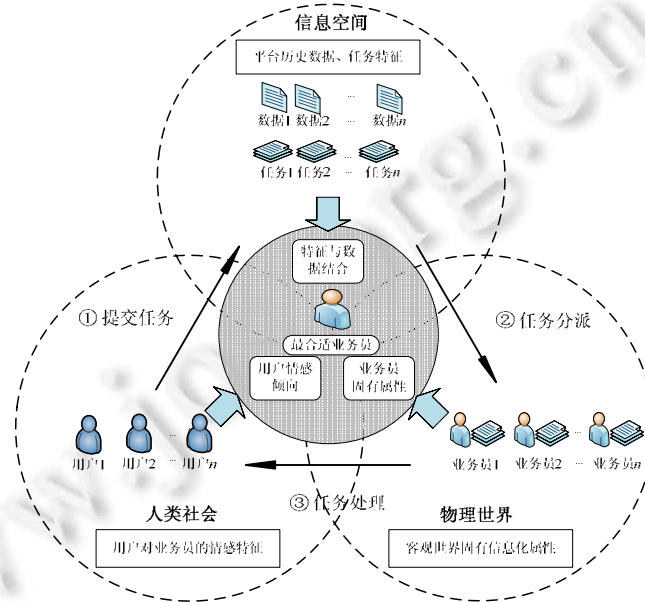 信息空间
平台历史数据、任务特征
数据1 数据2 ... 数据n
任务1 任务2 ... 任务n
特征与数
据结合
① 提交任务
② 任务分派
最合适业务员
用户情感
倾向
业务员
固有属性
用户1 用户2 ... 用户n
业务员1 业务员2 ... 业务员n
③ 任务处理
人类社会
物理世界
用户对业务员的情感特征
客观世界固有信息化属性